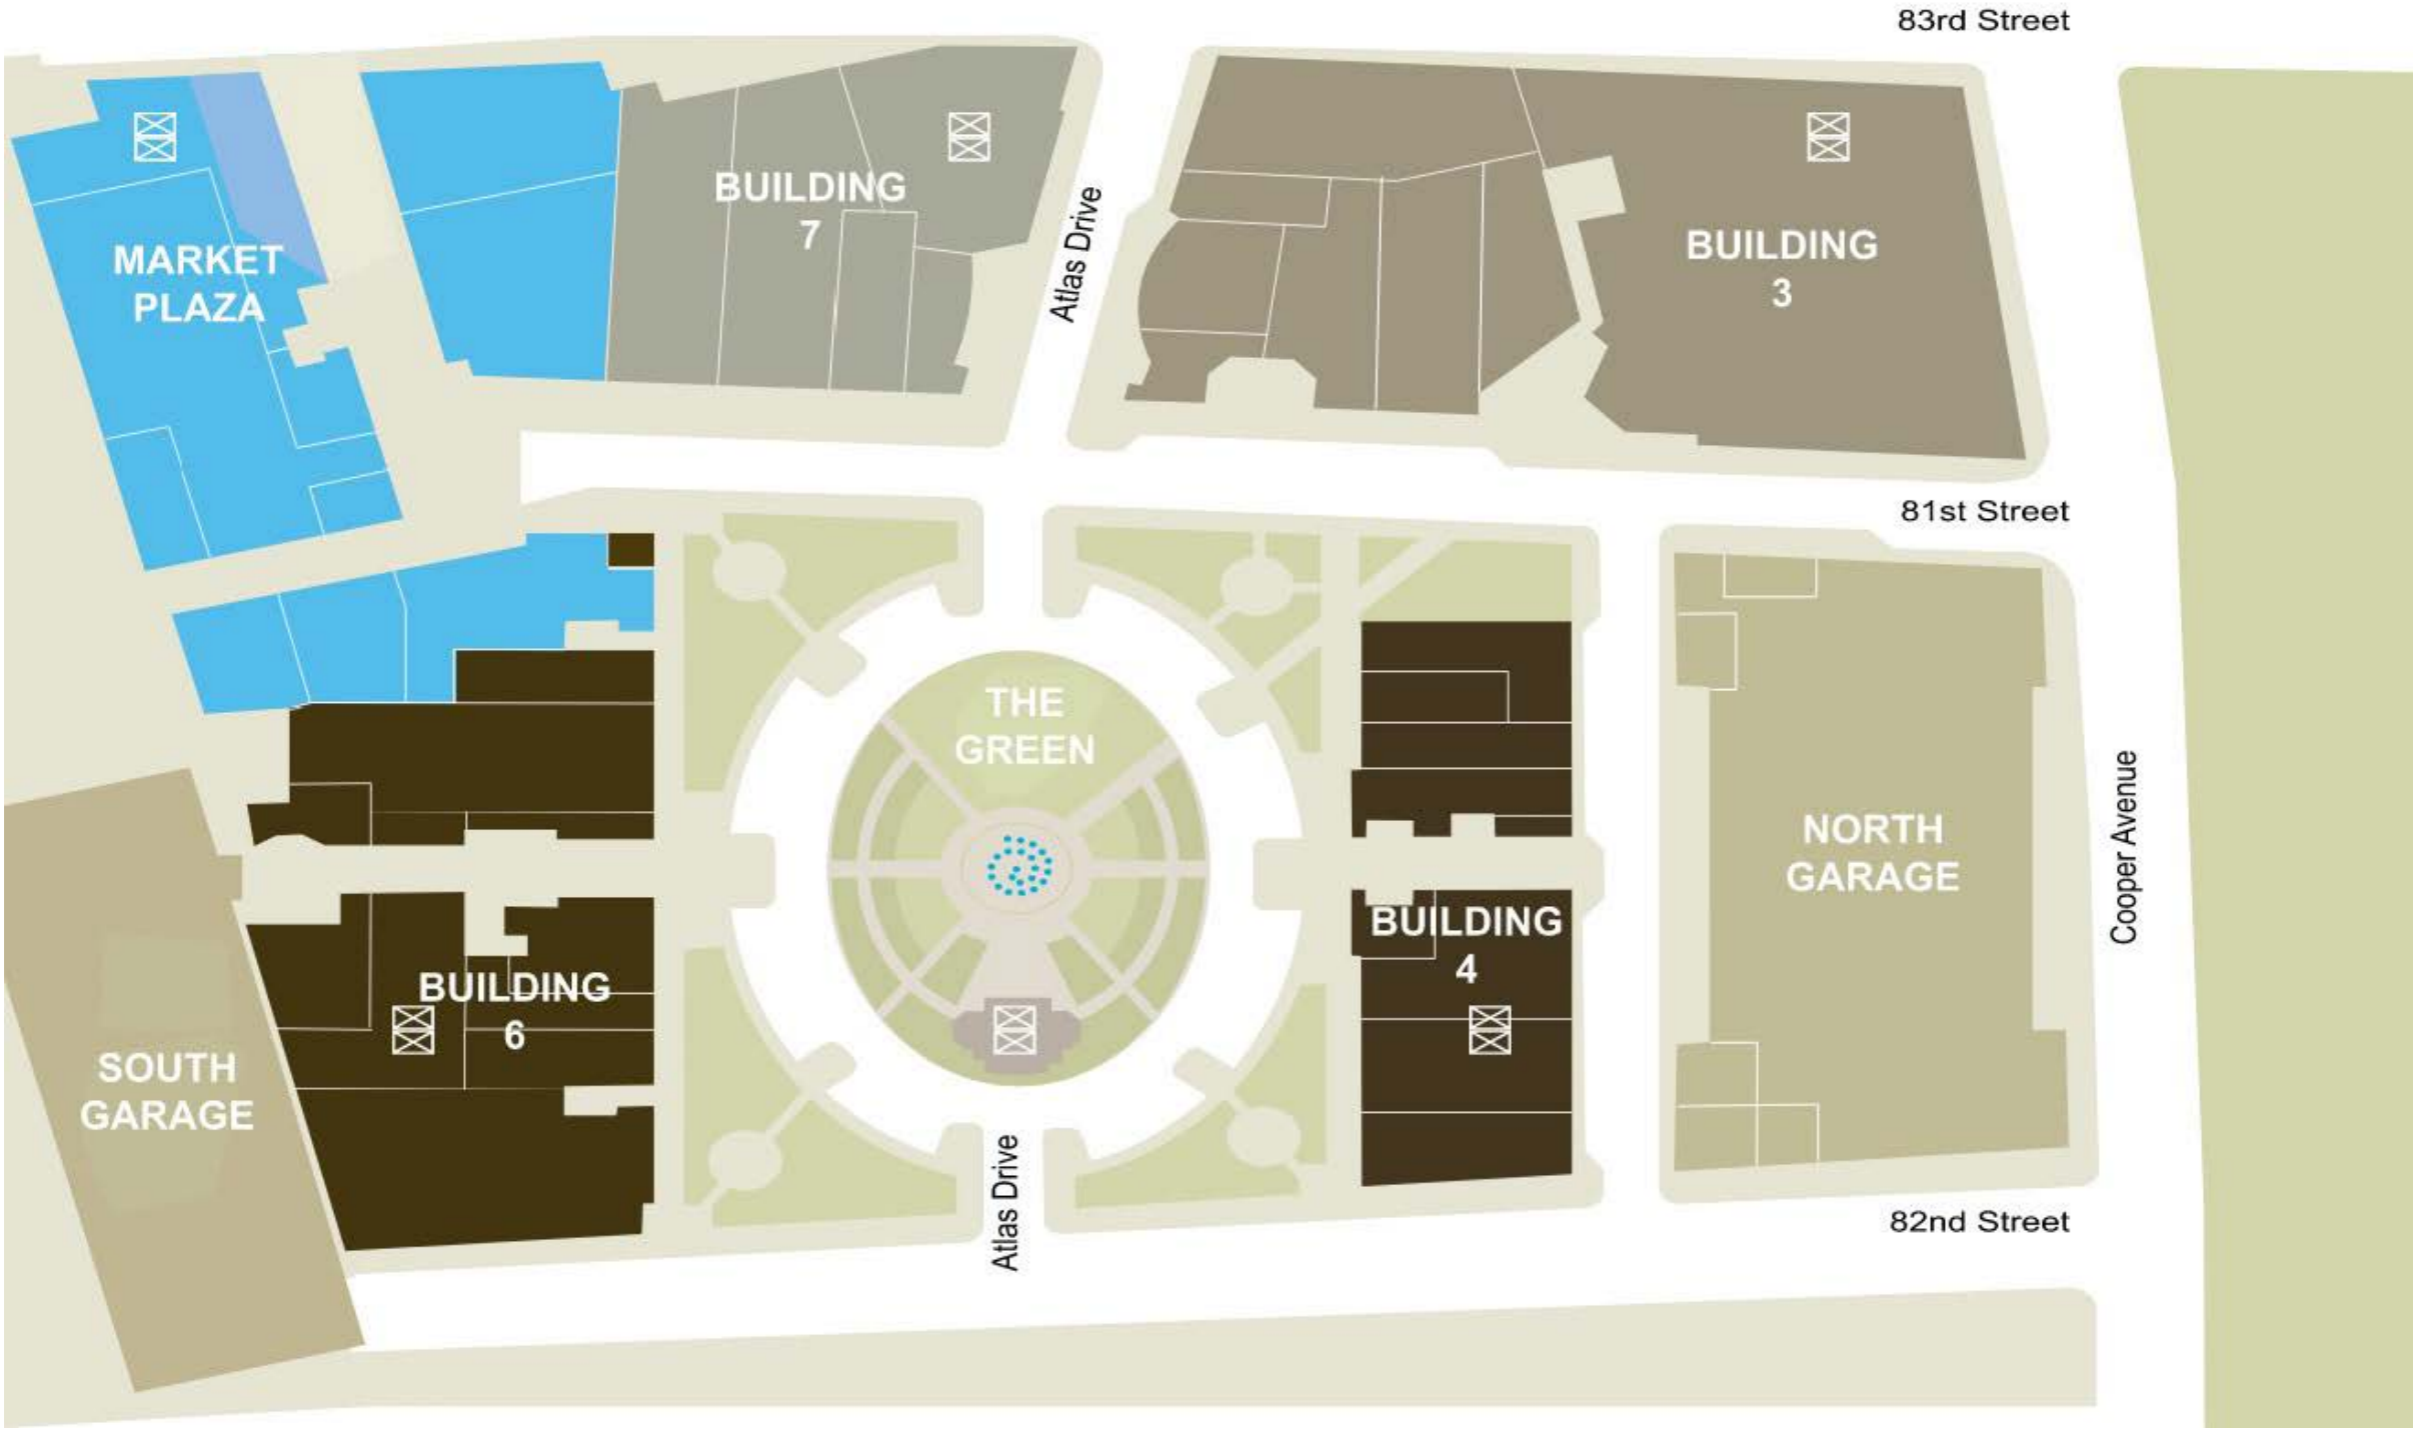 83rd Street
BUILDING
7
Atlas Drive
BUILDING
3
MARKET
PLAZA
81st Street
THE
GREEN
NORTH
GARAGE
Cooper Avenue
BUILDING
4
BUILDING
6
SOUTH
GARAGE
Atlas Drive
82nd Street